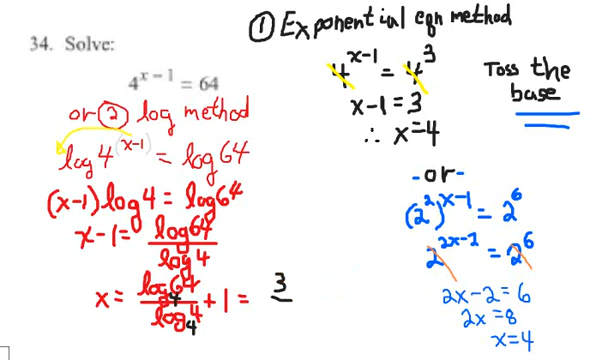 ① Exponential eqn method
34. Solve:
4^(x − 1) = 64
4^(x-1) = 4^3
x-1 = 3
∴ x=4
Toss the
base
or ② log method
log 4^(x-1) = log 64
(x-1) log 4 = log 64
x-1 = log 64 / log 4
x = log 64 / log 4 + 1 = 3
4
4
-or-
(2^2)^(x-1) = 2^6
2^(2x-2) = 2^6
2x-2 = 6
2x = 8
x=4